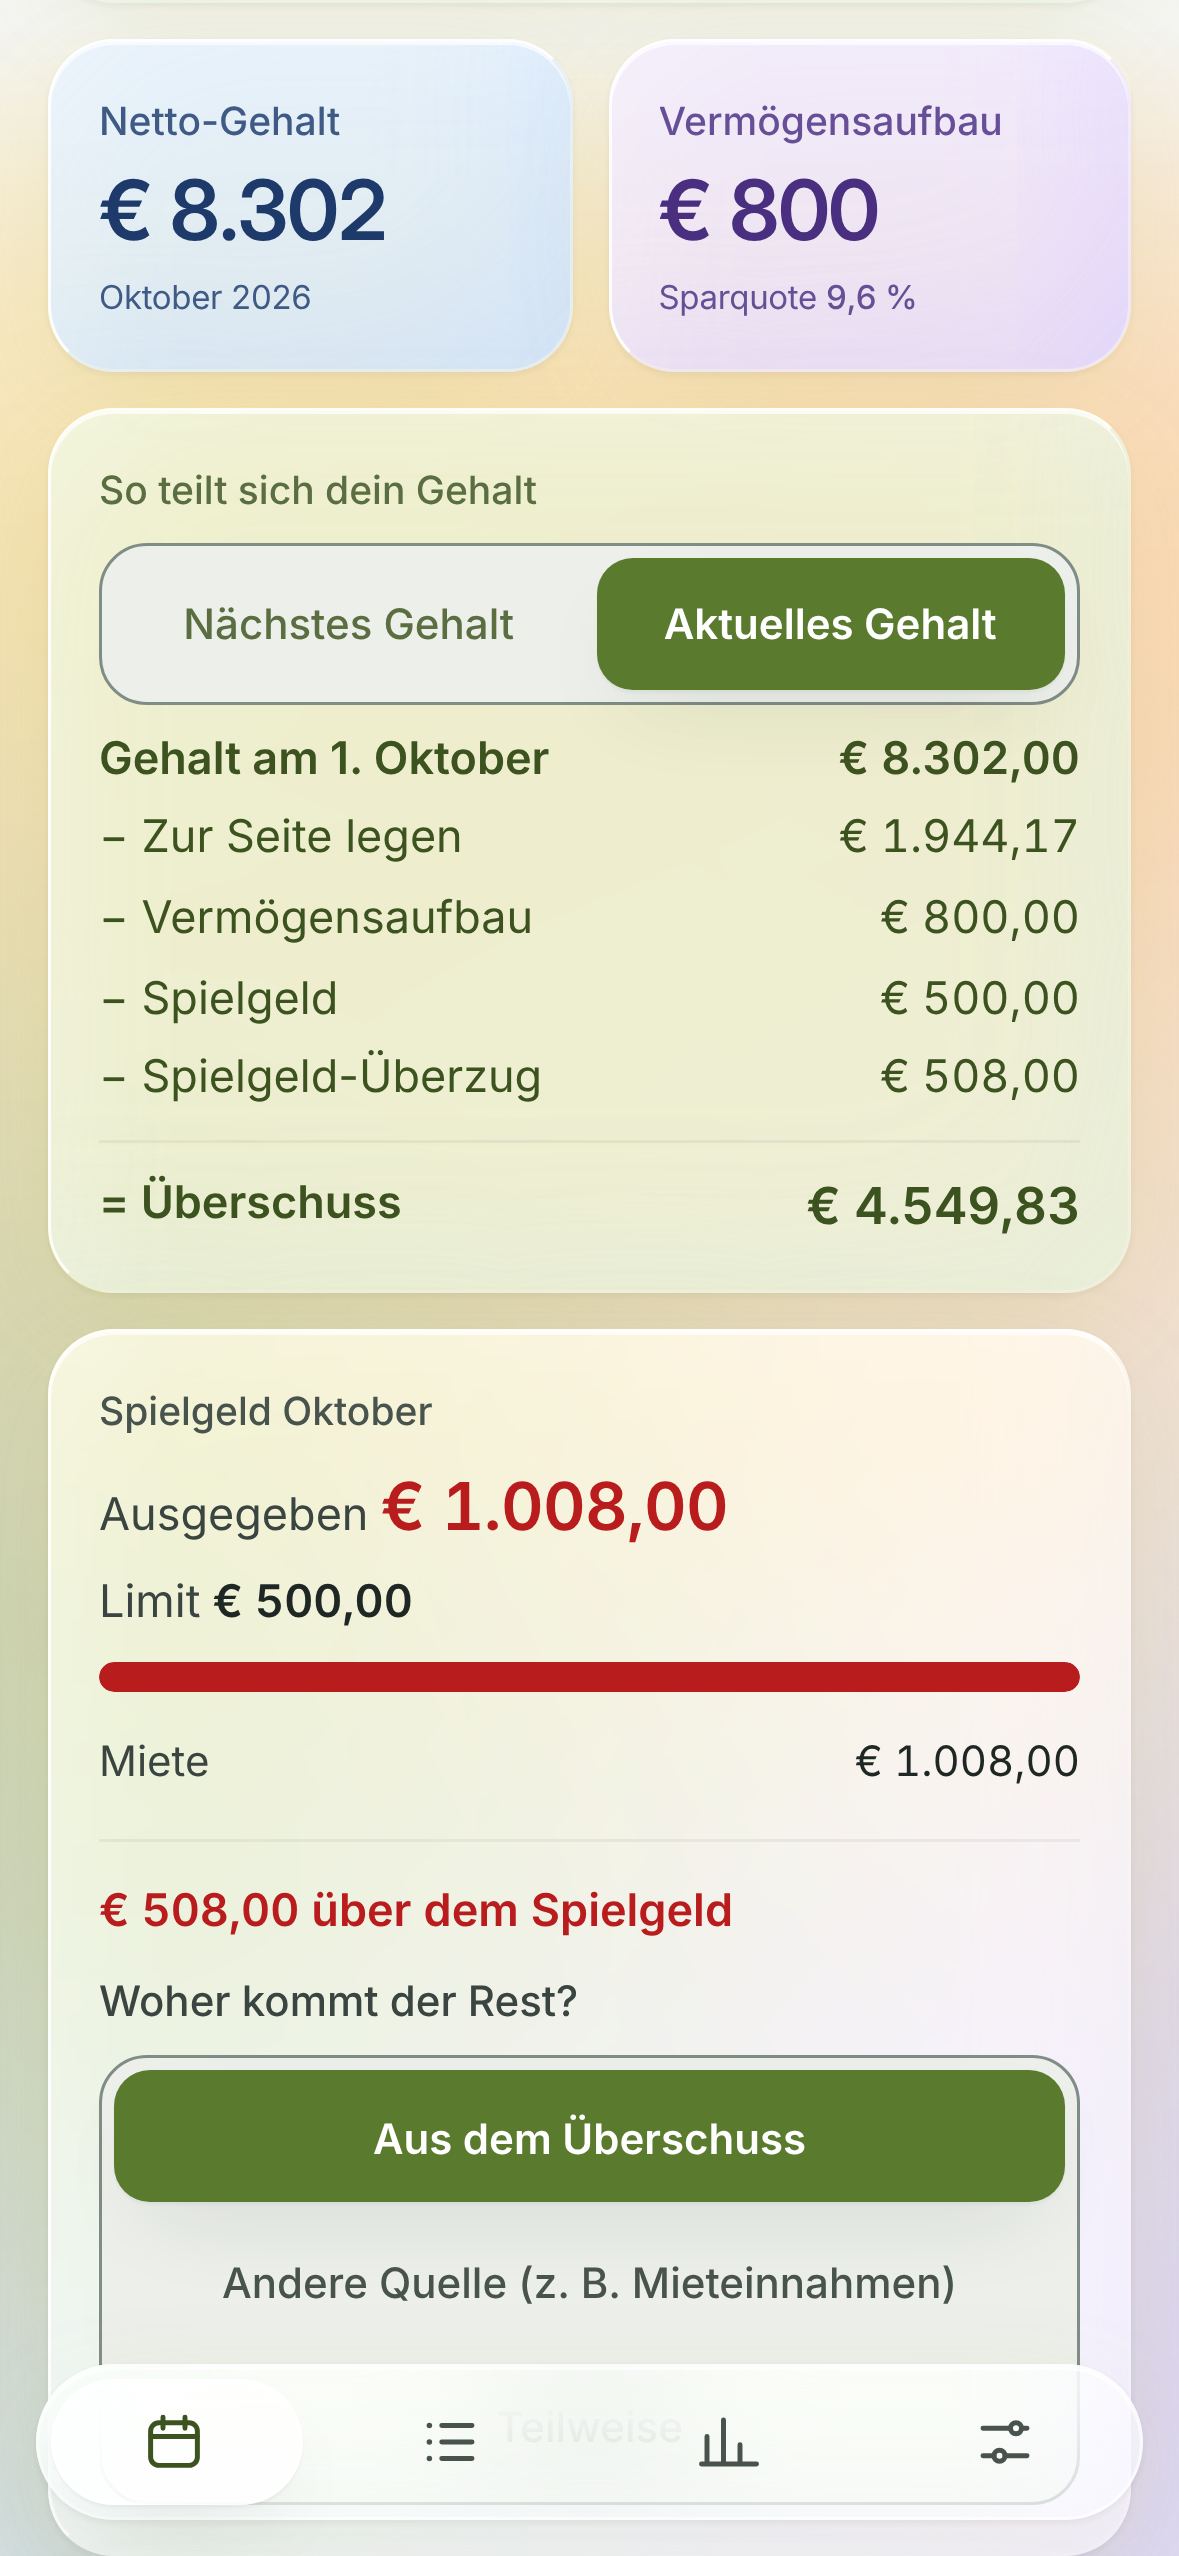 Netto-Gehalt
€ 8.302
Oktober 2026
Vermögensaufbau
€ 800
Sparquote 9,6 %
So teilt sich dein Gehalt
Nächstes Gehalt
Aktuelles Gehalt
Gehalt am 1. Oktober € 8.302,00
– Zur Seite legen € 1.944,17
– Vermögensaufbau € 800,00
– Spielgeld € 500,00
– Spielgeld-Überzug € 508,00
= Überschuss € 4.549,83
Spielgeld Oktober
Ausgegeben € 1.008,00
Limit € 500,00
Miete € 1.008,00
€ 508,00 über dem Spielgeld
Woher kommt der Rest?
Aus dem Überschuss
Andere Quelle (z. B. Mieteinnahmen)
Teilweise